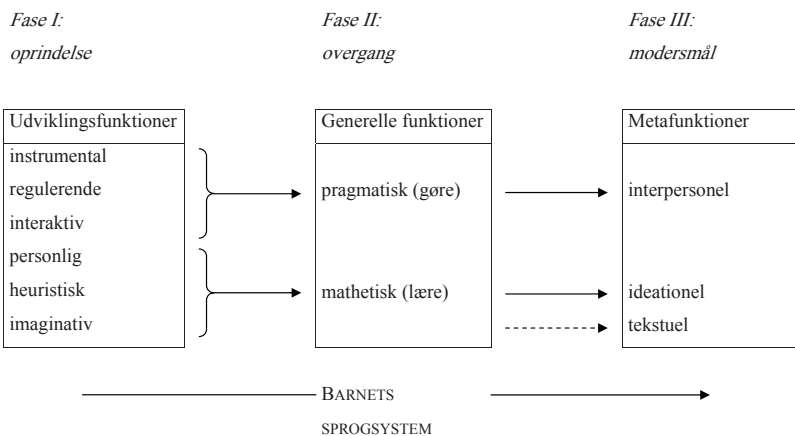 Fase I:
oprindelse
Fase II:
overgang
Fase III:
modersmål
Udviklingsfunktioner
instrumental
regulerende
interaktiv
personlig
heuristisk
imaginativ
Generelle funktioner
pragmatisk (gøre)
mathetisk (lære)
Metafunktioner
interpersonel
ideationel
tekstuel
BARNETS
SPROGSYSTEM